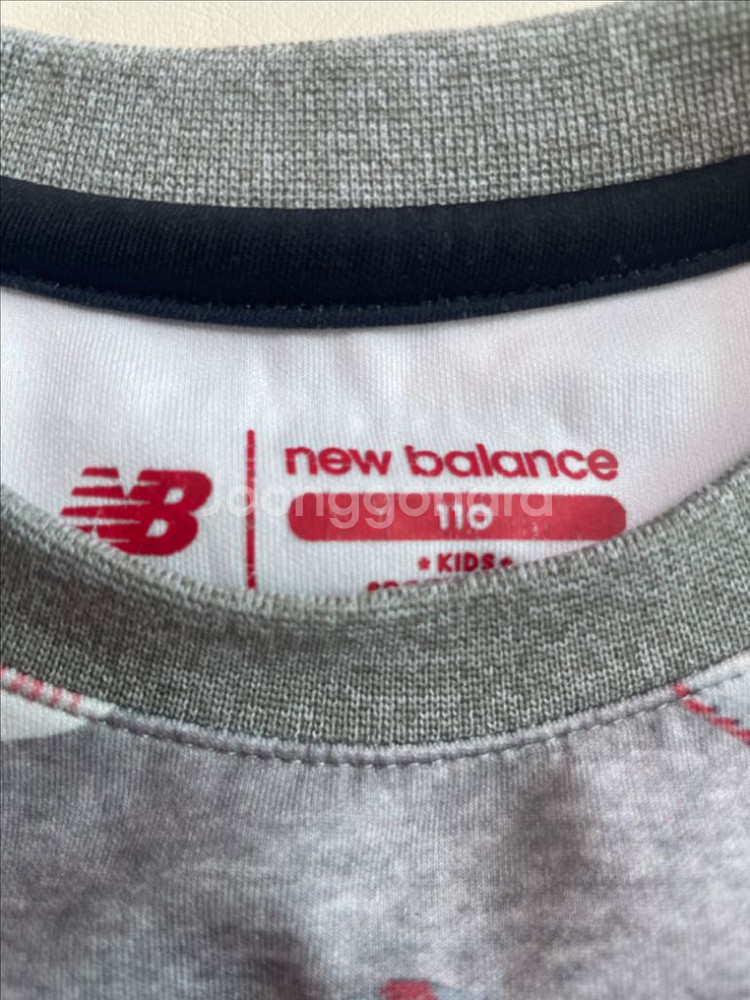 NB
new balance
110
★ KIDS ★
joonggonara